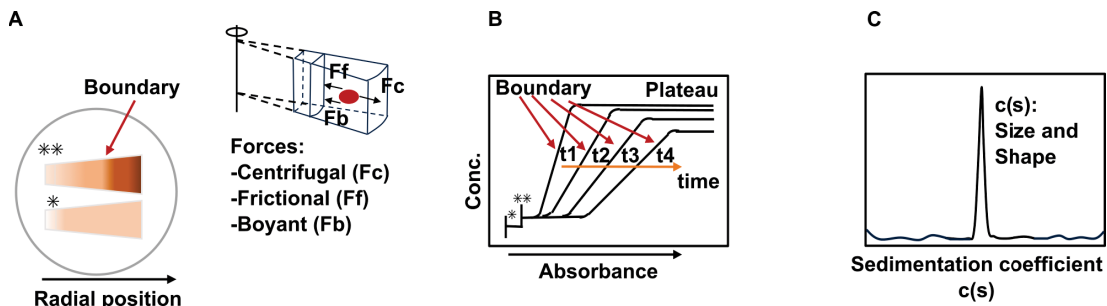 A
Boundary
**
*
Radial position
Ff
Fc
Fb
Forces:
-Centrifugal (Fc)
-Frictional (Ff)
-Boyant (Fb)
B
Boundary
Plateau
t1 t2 t3 t4
time
**
*
Conc.
Absorbance
C
c(s):
Size and
Shape
Sedimentation coefficient
c(s)